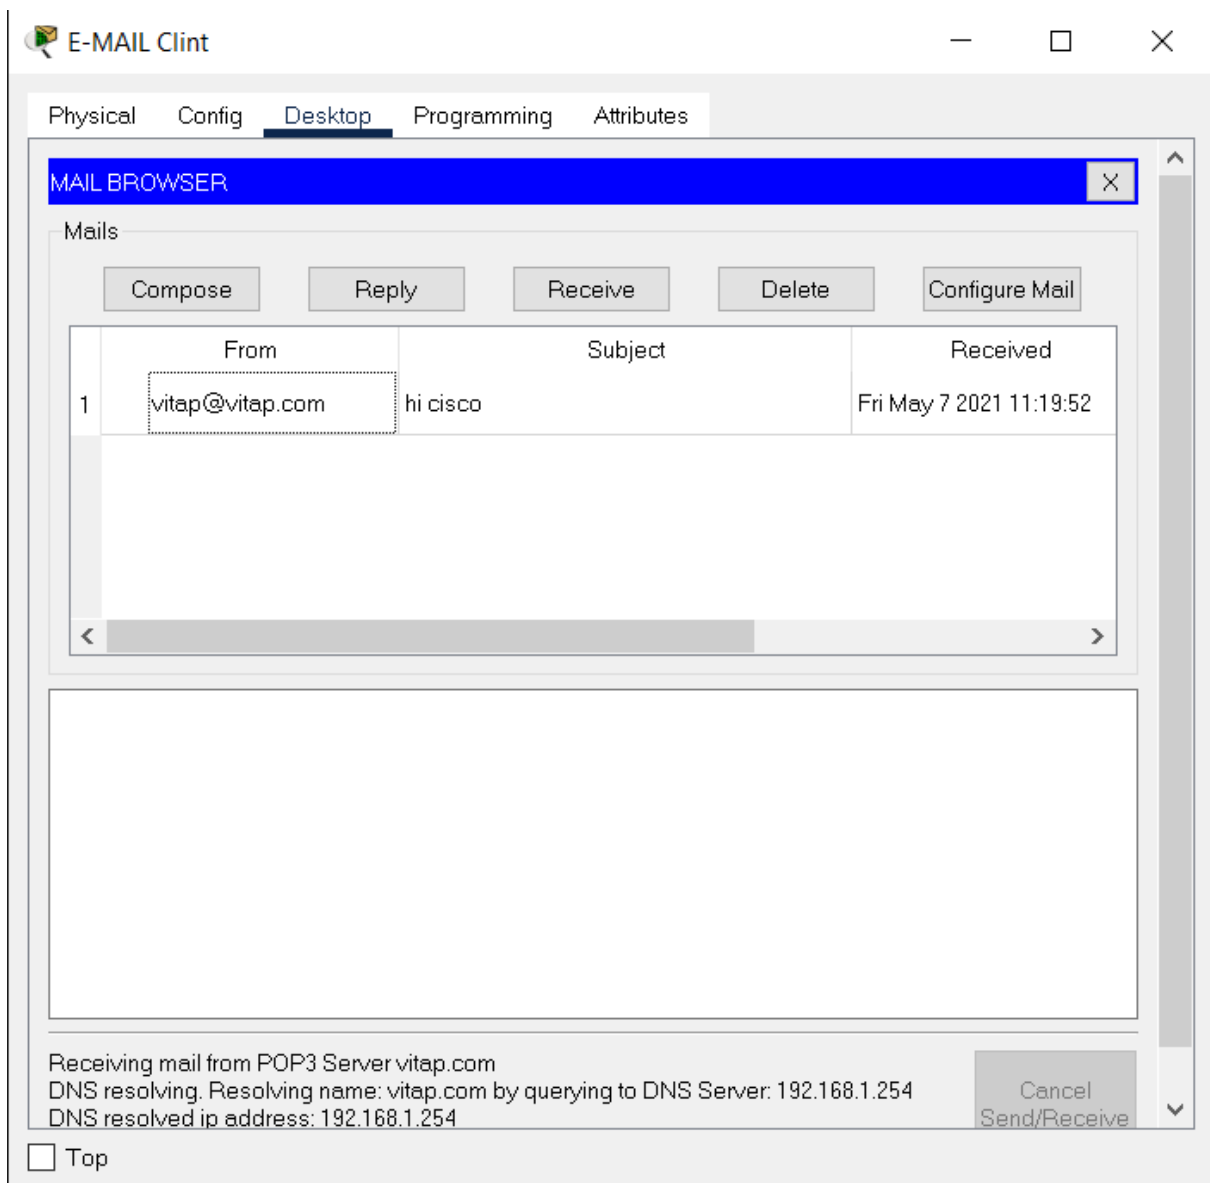 E-MAIL Clint
Physical Config Desktop Programming Attributes
MAIL BROWSER X
Mails
Compose Reply Receive Delete Configure Mail
From Subject Received
1 vitap@vitap.com hi cisco Fri May 7 2021 11:19:52
Receiving mail from POP3 Server vitap.com
DNS resolving. Resolving name: vitap.com by querying to DNS Server: 192.168.1.254
DNS resolved ip address: 192.168.1.254
Cancel
Send/Receive
Top